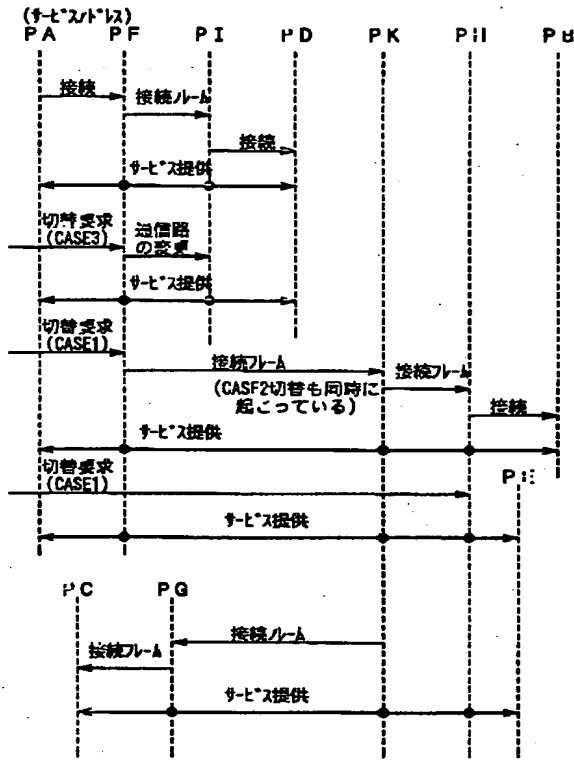 (サービスアドレス)
PA PF PI PD PK PH PB
接続
接続フレーム
接続
サービス提供
切替要求
(CASE3)
通信路
の変更
サービス提供
切替要求
(CASE1)
接続フレーム
接続フレーム
(CASE2切替も同時に
起こっている)
接続
サービス提供
切替要求
(CASE1)
PE
サービス提供
PC PG
接続フレーム
接続フレーム
サービス提供